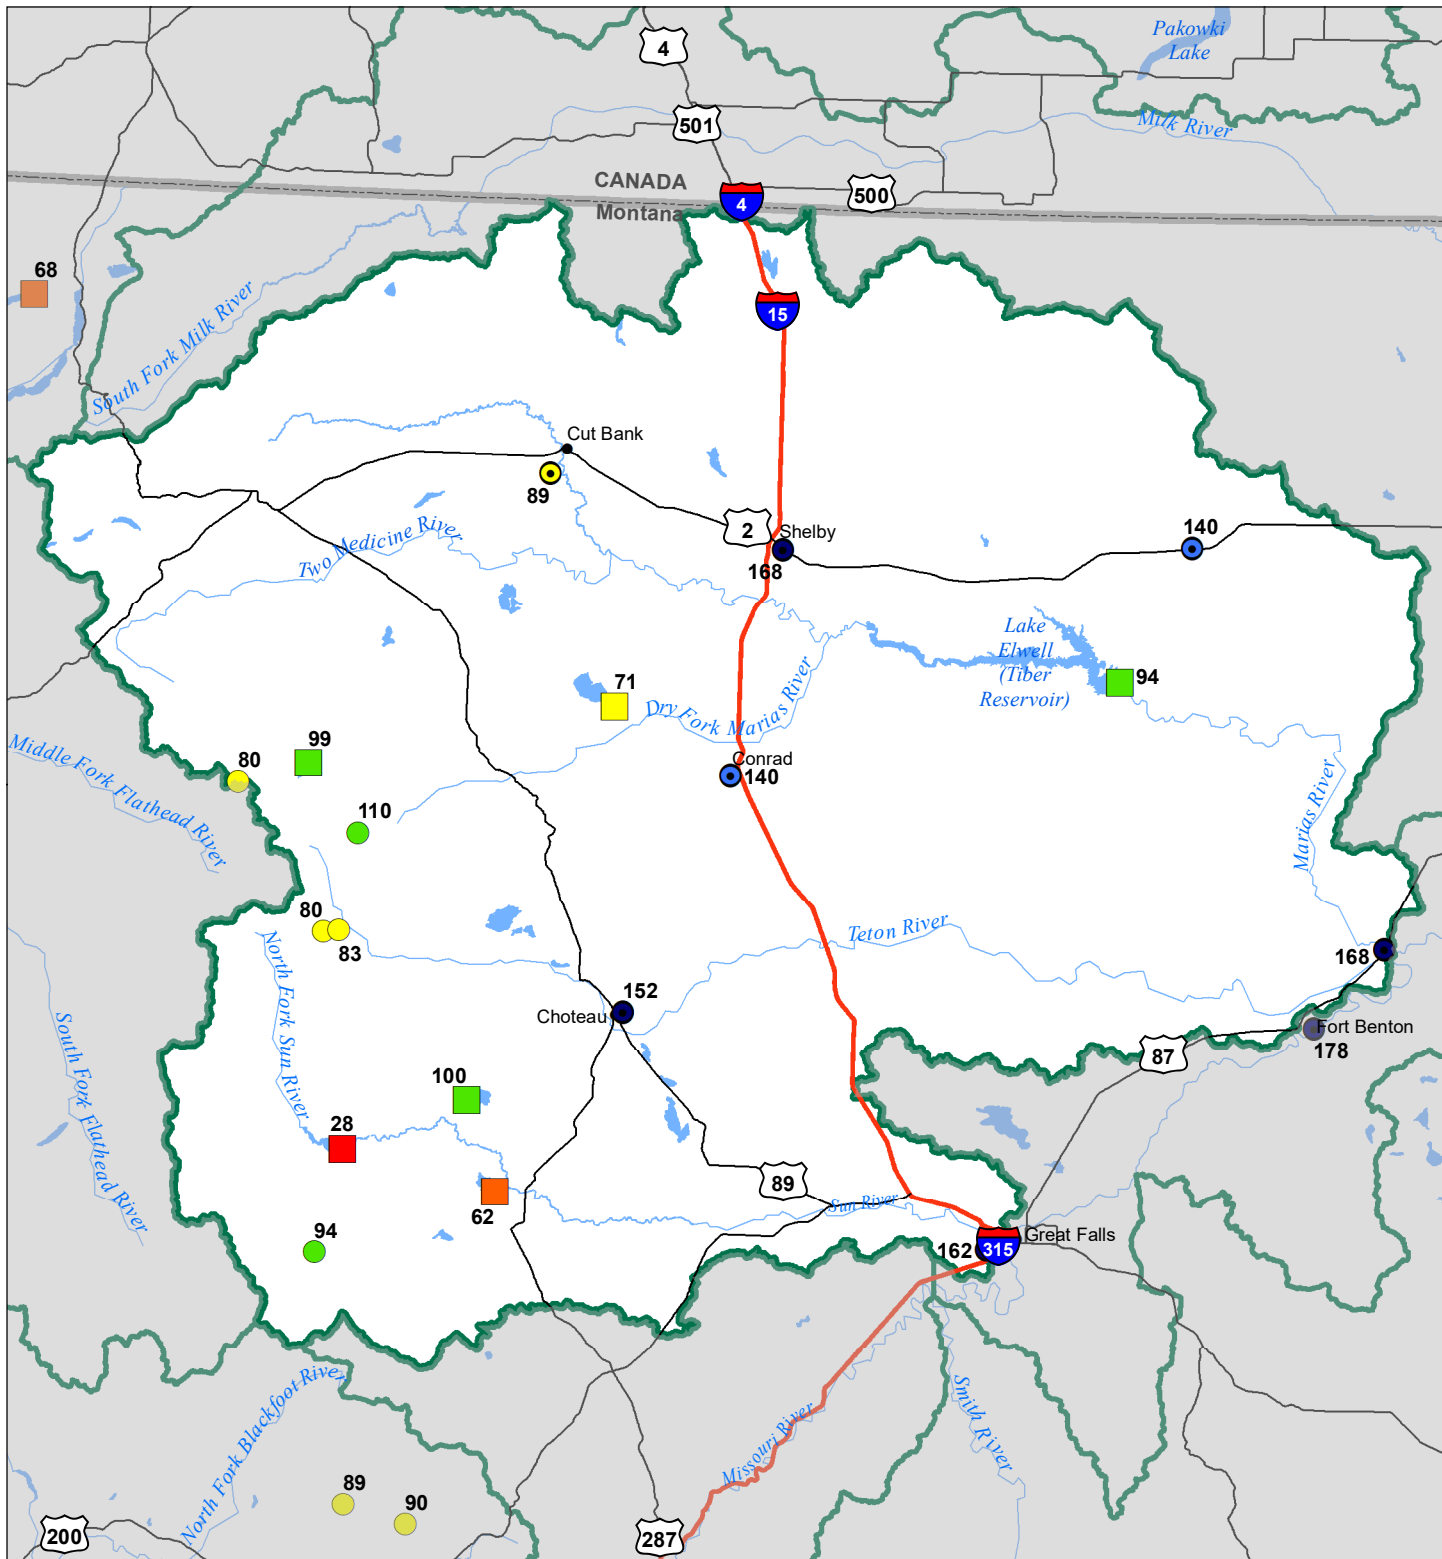 Pakowki
Lake
4
501
Milk River
CANADA
4
500
Montana
68
15
South Fork Milk River
Cut Bank
89
2
Shelby
140
168
Two Medicine River
Lake
Elwell
(Tiber
Reservoir)
94
71
Dry Fork Marias River
99
Middle Fork Flathead River
80
Conrad
140
Marias River
110
80
83
Teton River
North Fork Sun River
168
152
Choteau
Fort Benton
178
87
South Fork Flathead River
100
28
89
62
Sun River
94
162
315
Great Falls
North Fork Blackfoot River
Smith River
Missouri River
89
90
200
287